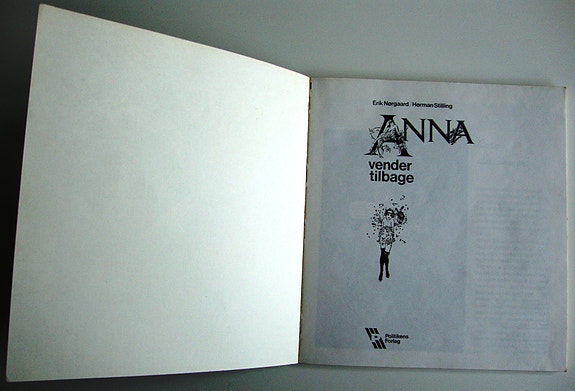 Erik Nørgaard / Herman Stilling
ANNA
vender
tilbage
Politikens
Forlag